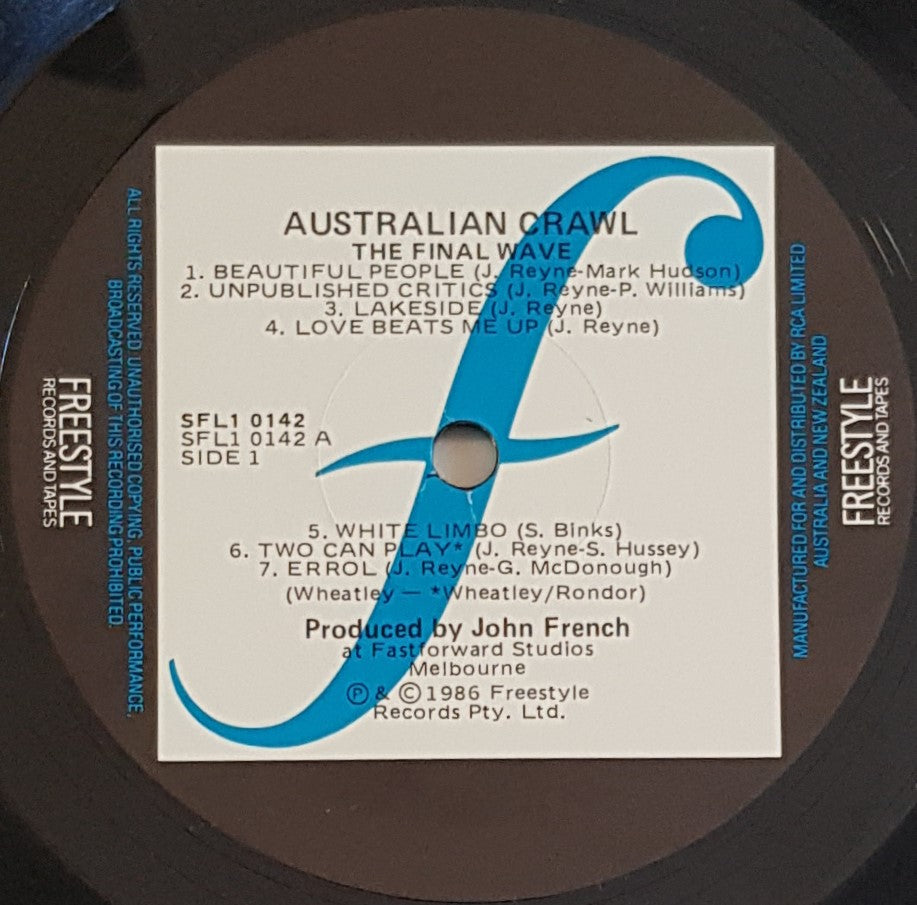 AUSTRALIAN CRAWL
THE FINAL WAVE
1. BEAUTIFUL PEOPLE (J. Reyne-Mark Hudson)
2. UNPUBLISHED CRITICS (J. Reyne-P. Williams)
3. LAKESIDE (J. Reyne)
4. LOVE BEATS ME UP (J. Reyne)
SFL1 0142
SFL1 0142 A
SIDE 1
5. WHITE LIMBO (S. Binks)
6. TWO CAN PLAY* (J. Reyne-S. Hussey)
7. ERROL (J. Reyne-G. McDonough)
(Wheatley — *Wheatley/Rondor)
Produced by John French
at Fastforward Studios
Melbourne
Ⓟ & ©1986 Freestyle
Records Pty. Ltd.
ALL RIGHTS RESERVED. UNAUTHORISED COPYING, PUBLIC PERFORMANCE,
BROADCASTING OF THIS RECORDING PROHIBITED.
FREESTYLE
RECORDS AND TAPES
MANUFACTURED FOR AND DISTRIBUTED BY RCA LIMITED
AUSTRALIA AND NEW ZEALAND
FREESTYLE
RECORDS AND TAPES